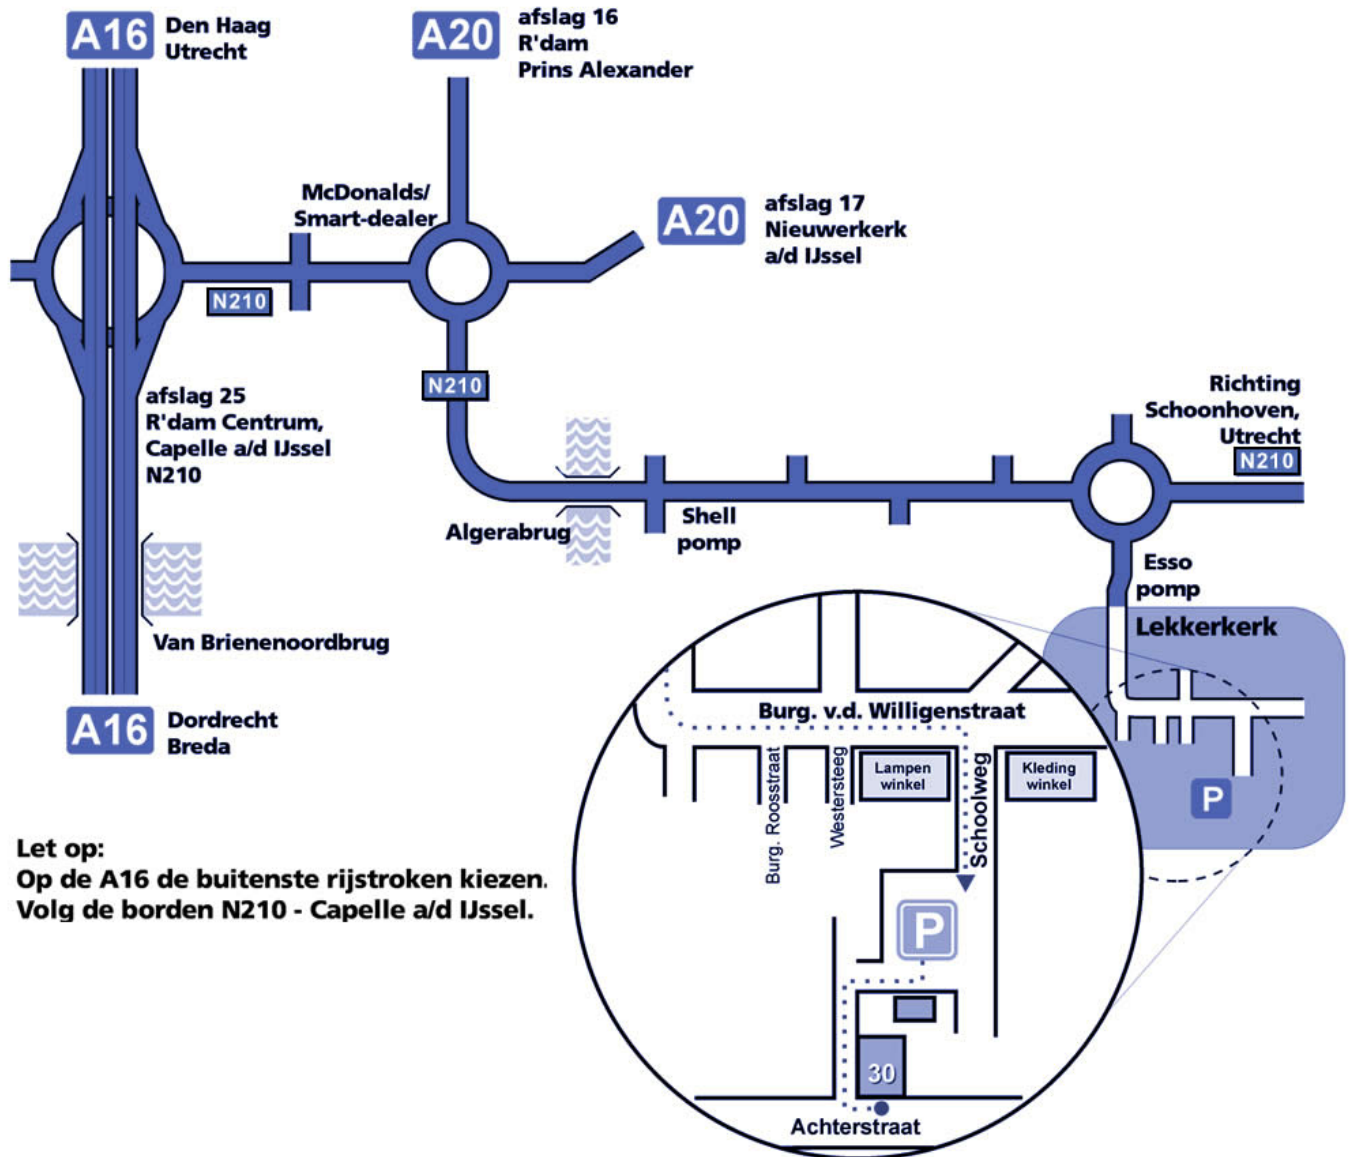 A16
Den Haag
Utrecht
A20
afslag 16
R'dam
Prins Alexander
McDonalds/
Smart-dealer
A20
afslag 17
Nieuwerkerk
a/d IJssel
N210
N210
afslag 25
R'dam Centrum,
Capelle a/d IJssel
N210
Richting
Schoonhoven,
Utrecht
N210
Algerabrug
Shell
pomp
Esso
pomp
Van Brienenoordbrug
Lekkerkerk
A16
Dordrecht
Breda
Burg. v.d. Willigenstraat
Burg. Roosstraat
Westersteeg
Lampen
winkel
Schoolweg
Kleding
winkel
P
P
30
Achterstraat
Let op:
Op de A16 de buitenste rijstroken kiezen.
Volg de borden N210 - Capelle a/d IJssel.